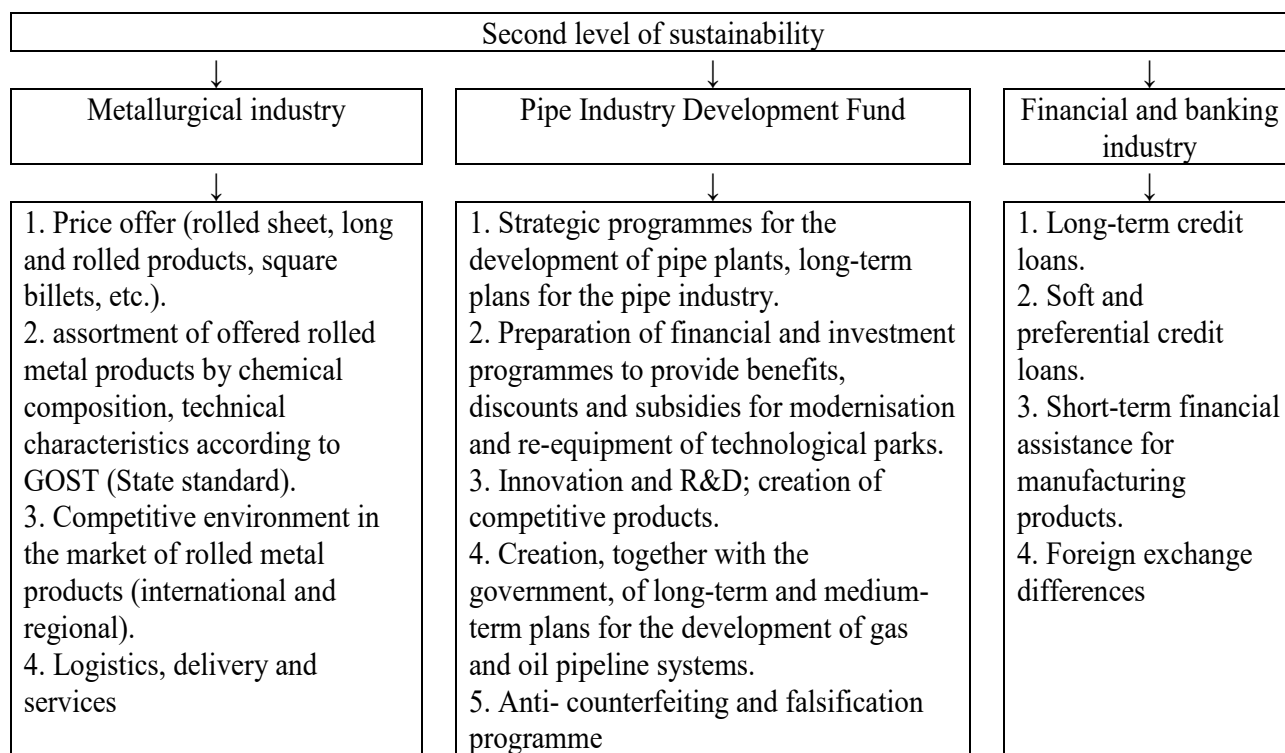 Second level of sustainability
↓ ↓ ↓
Metallurgical industry
Pipe Industry Development Fund
Financial and banking
industry
↓ ↓ ↓
1. Price offer (rolled sheet, long
and rolled products, square
billets, etc.).
2. assortment of offered rolled
metal products by chemical
composition, technical
characteristics according to
GOST (State standard).
3. Competitive environment in
the market of rolled metal
products (international and
regional).
4. Logistics, delivery and
services
1. Strategic programmes for the
development of pipe plants, long-term
plans for the pipe industry.
2. Preparation of financial and investment
programmes to provide benefits,
discounts and subsidies for modernisation
and re-equipment of technological parks.
3. Innovation and R&D; creation of
competitive products.
4. Creation, together with the
government, of long-term and medium-
term plans for the development of gas
and oil pipeline systems.
5. Anti- counterfeiting and falsification
programme
1. Long-term credit
loans.
2. Soft and
preferential credit
loans.
3. Short-term financial
assistance for
manufacturing
products.
4. Foreign exchange
differences